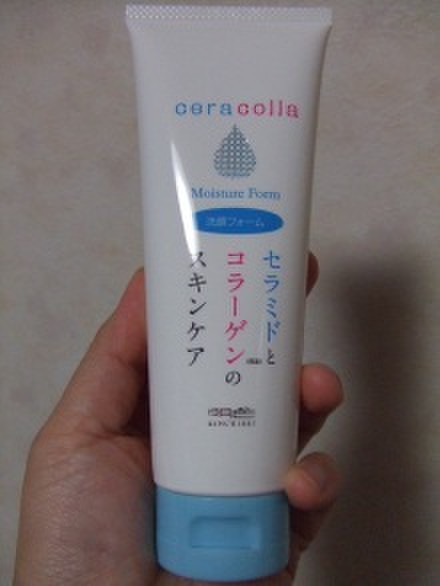 ceracolla
Moisture Form
洗顔フォーム
セラミドと
コラーゲンの
スキンケア